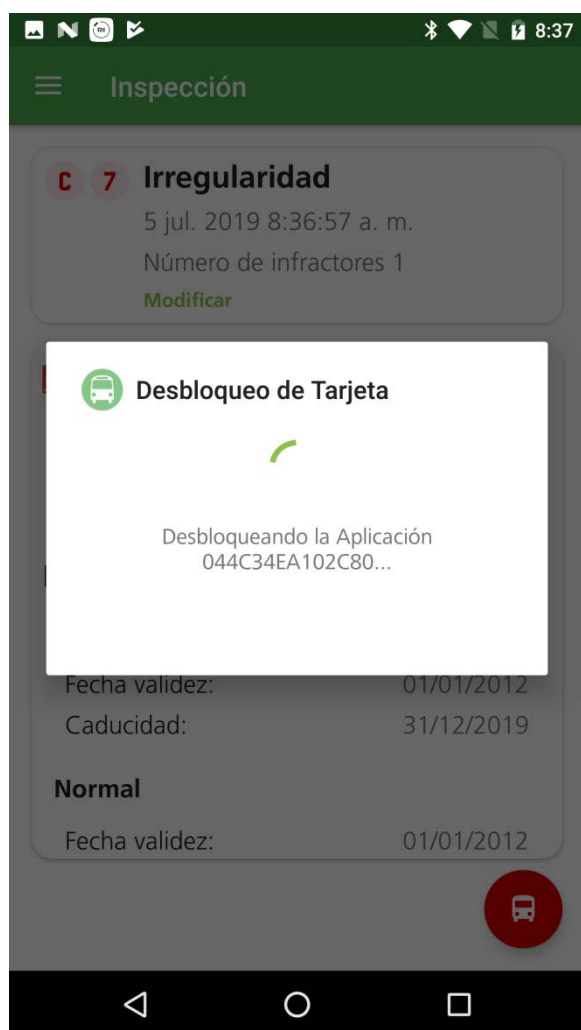 8:37
Inspección
C 7 Irregularidad
5 jul. 2019 8:36:57 a. m.
Número de infractores 1
Modificar
Desbloqueo de Tarjeta
Desbloqueando la Aplicación
044C34EA102C80...
Fecha validez: 01/01/2012
Caducidad: 31/12/2019
Normal
Fecha validez: 01/01/2012